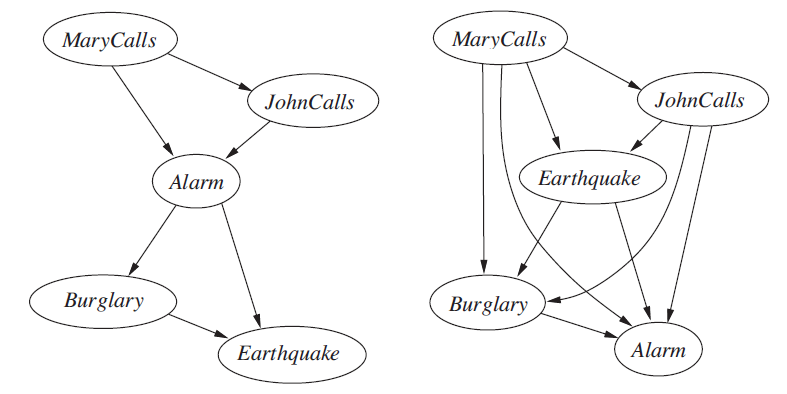 MaryCalls
JohnCalls
Alarm
Burglary
Earthquake
MaryCalls
JohnCalls
Earthquake
Burglary
Alarm